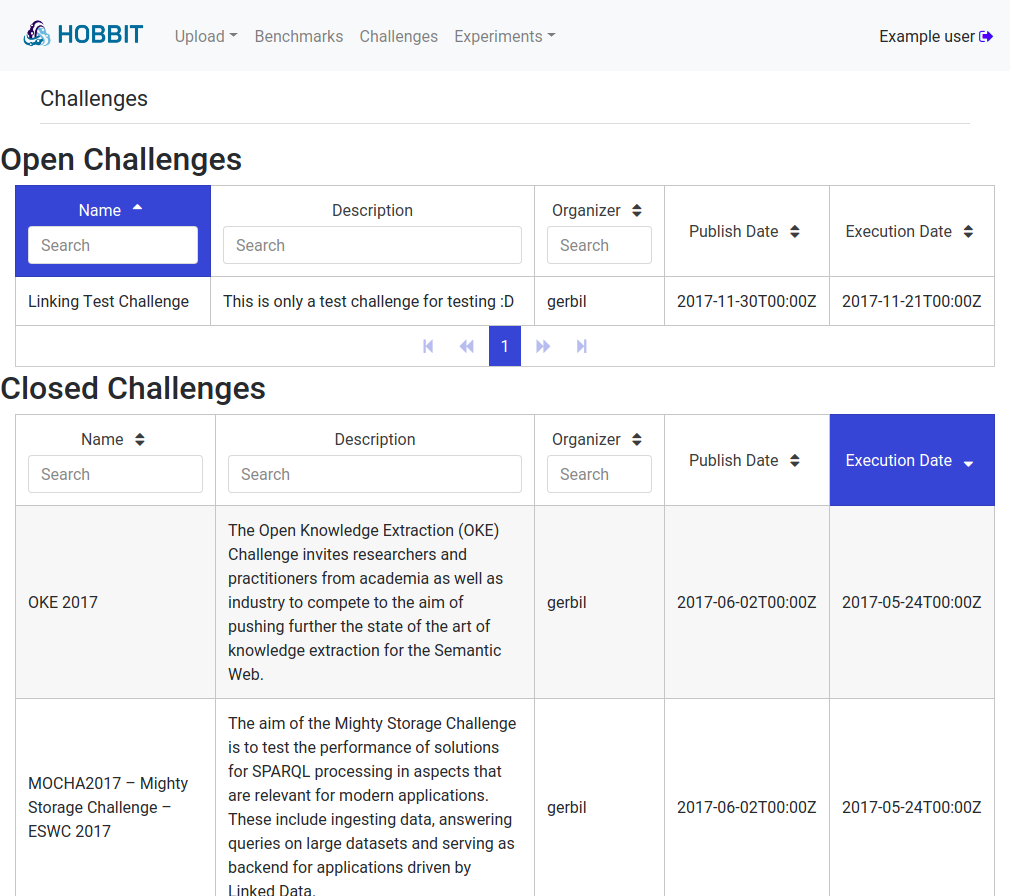 HOBBIT Upload Benchmarks Challenges Experiments Example user
Challenges
Open Challenges
Name Description Organizer Publish Date Execution Date
Search Search Search
Linking Test Challenge This is only a test challenge for testing :D gerbil 2017-11-30T00:00Z 2017-11-21T00:00Z
1
Closed Challenges
Name Description Organizer Publish Date Execution Date
Search Search Search
The Open Knowledge Extraction (OKE)
Challenge invites researchers and
practitioners from academia as well as
OKE 2017 industry to compete to the aim of gerbil 2017-06-02T00:00Z 2017-05-24T00:00Z
pushing further the state of the art of
knowledge extraction for the Semantic
Web.
The aim of the Mighty Storage Challenge
is to test the performance of solutions
for SPARQL processing in aspects that
MOCHA2017 – Mighty are relevant for modern applications.
Storage Challenge – These include ingesting data, answering gerbil 2017-06-02T00:00Z 2017-05-24T00:00Z
ESWC 2017 queries on large datasets and serving as
backend for applications driven by
Linked Data.